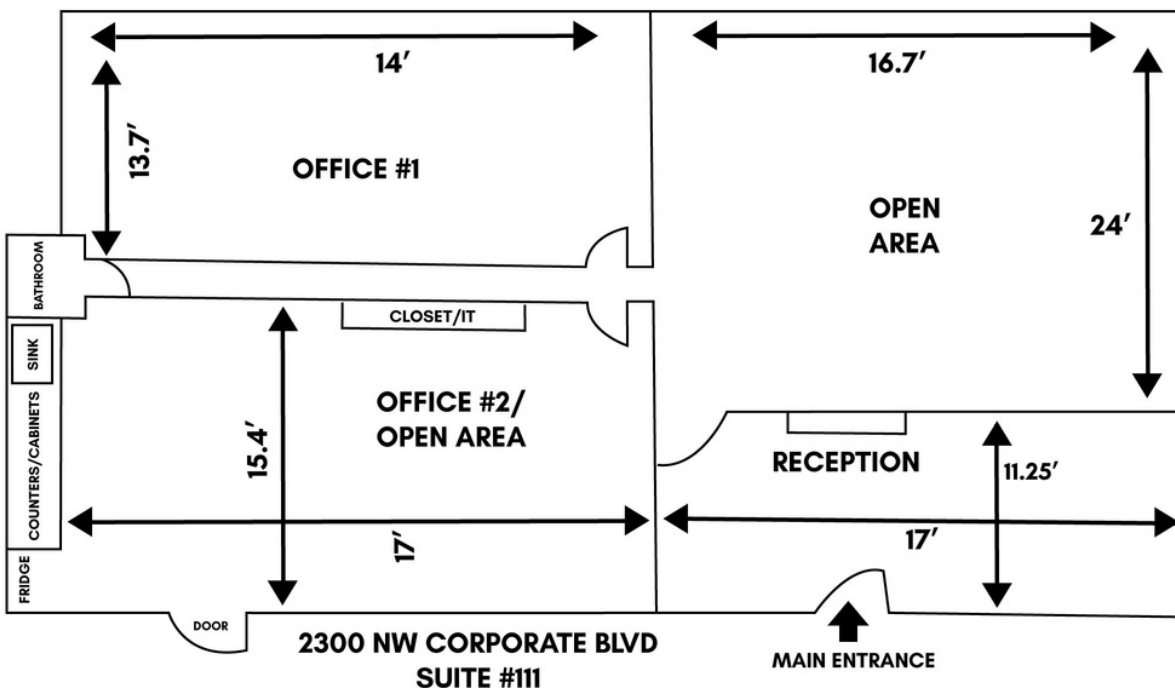 14’
16.7’
13.7’
OFFICE #1
OPEN
AREA
24’
BATHROOM
CLOSET/IT
SINK
OFFICE #2/
OPEN AREA
COUNTERS/CABINETS
15.4’
RECEPTION
11.25’
17’
17’
FRIDGE
DOOR
2300 NW CORPORATE BLVD
SUITE #111
MAIN ENTRANCE